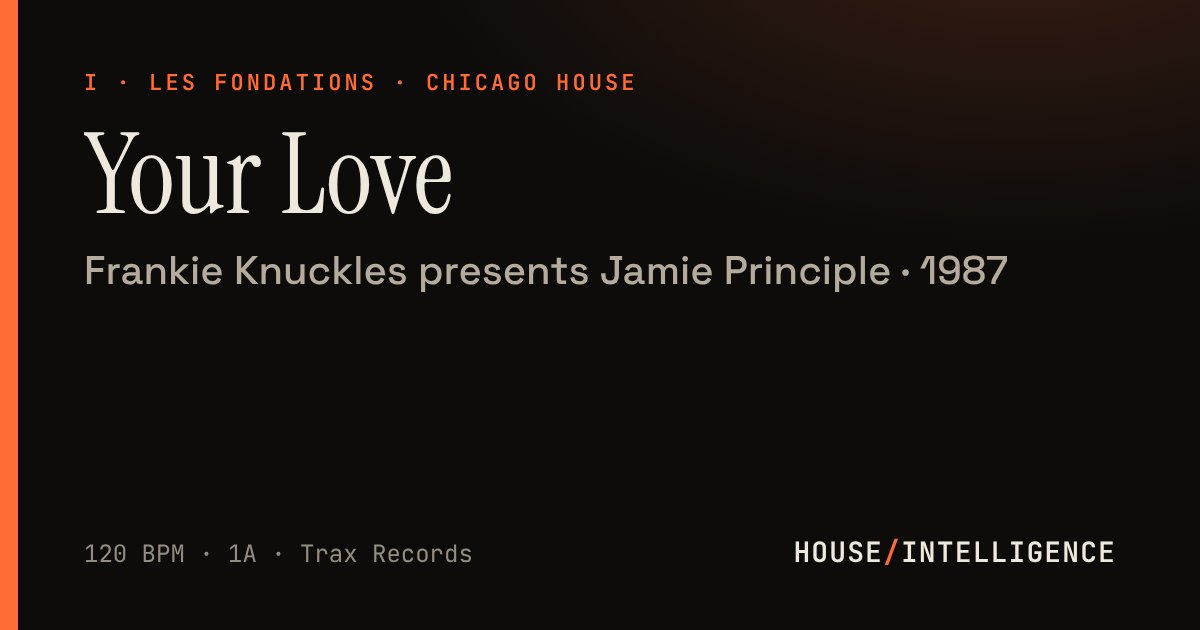 I · LES FONDATIONS · CHICAGO HOUSE
Your Love
Frankie Knuckles presents Jamie Principle · 1987
120 BPM · 1A · Trax Records
HOUSE/INTELLIGENCE